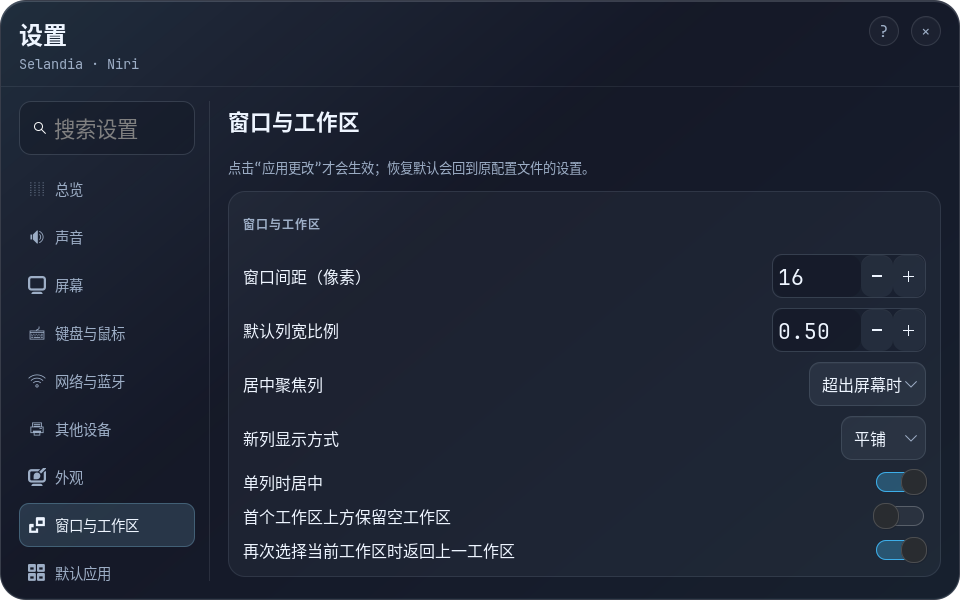 设置
Selandia · Niri
?
×
搜索设置
总览
声音
屏幕
键盘与鼠标
网络与蓝牙
其他设备
外观
窗口与工作区
默认应用
窗口与工作区
点击“应用更改”才会生效；恢复默认会回到原配置文件的设置。
窗口与工作区
窗口间距（像素） 16 − +
默认列宽比例 0.50 − +
居中聚焦列 超出屏幕时
新列显示方式 平铺
单列时居中
首个工作区上方保留空工作区
再次选择当前工作区时返回上一工作区